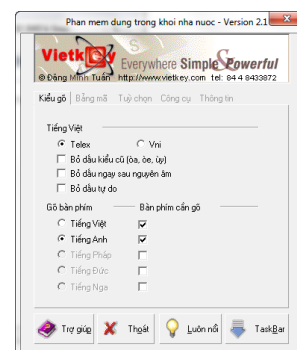 Phan mem dung trong khoi nha nuoc - Version 2.1
Vietkey Everywhere Simple & Powerful
© Đặng Minh Tuấn http://www.vietkey.com tel: 84 4 8433872
Kiểu gõ Bảng mã Tuỳ chọn Công cụ Thông tin
Tiếng Việt
Telex Vni
Bỏ dấu kiểu cũ (òa, òe, ùy)
Bỏ dấu ngay sau nguyên âm
Bỏ dấu tự do
Gõ bàn phím Bàn phím cần gõ
Tiếng Việt
Tiếng Anh
Tiếng Pháp
Tiếng Đức
Tiếng Nga
Trợ giúp Thoát Luôn nổi TaskBar